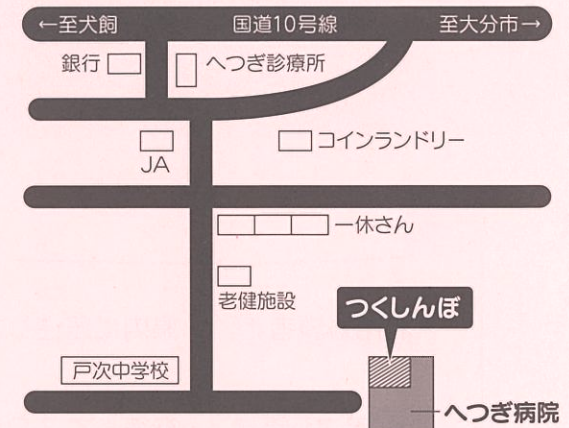 ←至犬飼
国道10号線
至大分市→
銀行
へつぎ診療所
JA
コインランドリー
一休さん
老健施設
つくしんぼ
戸次中学校
へつぎ病院